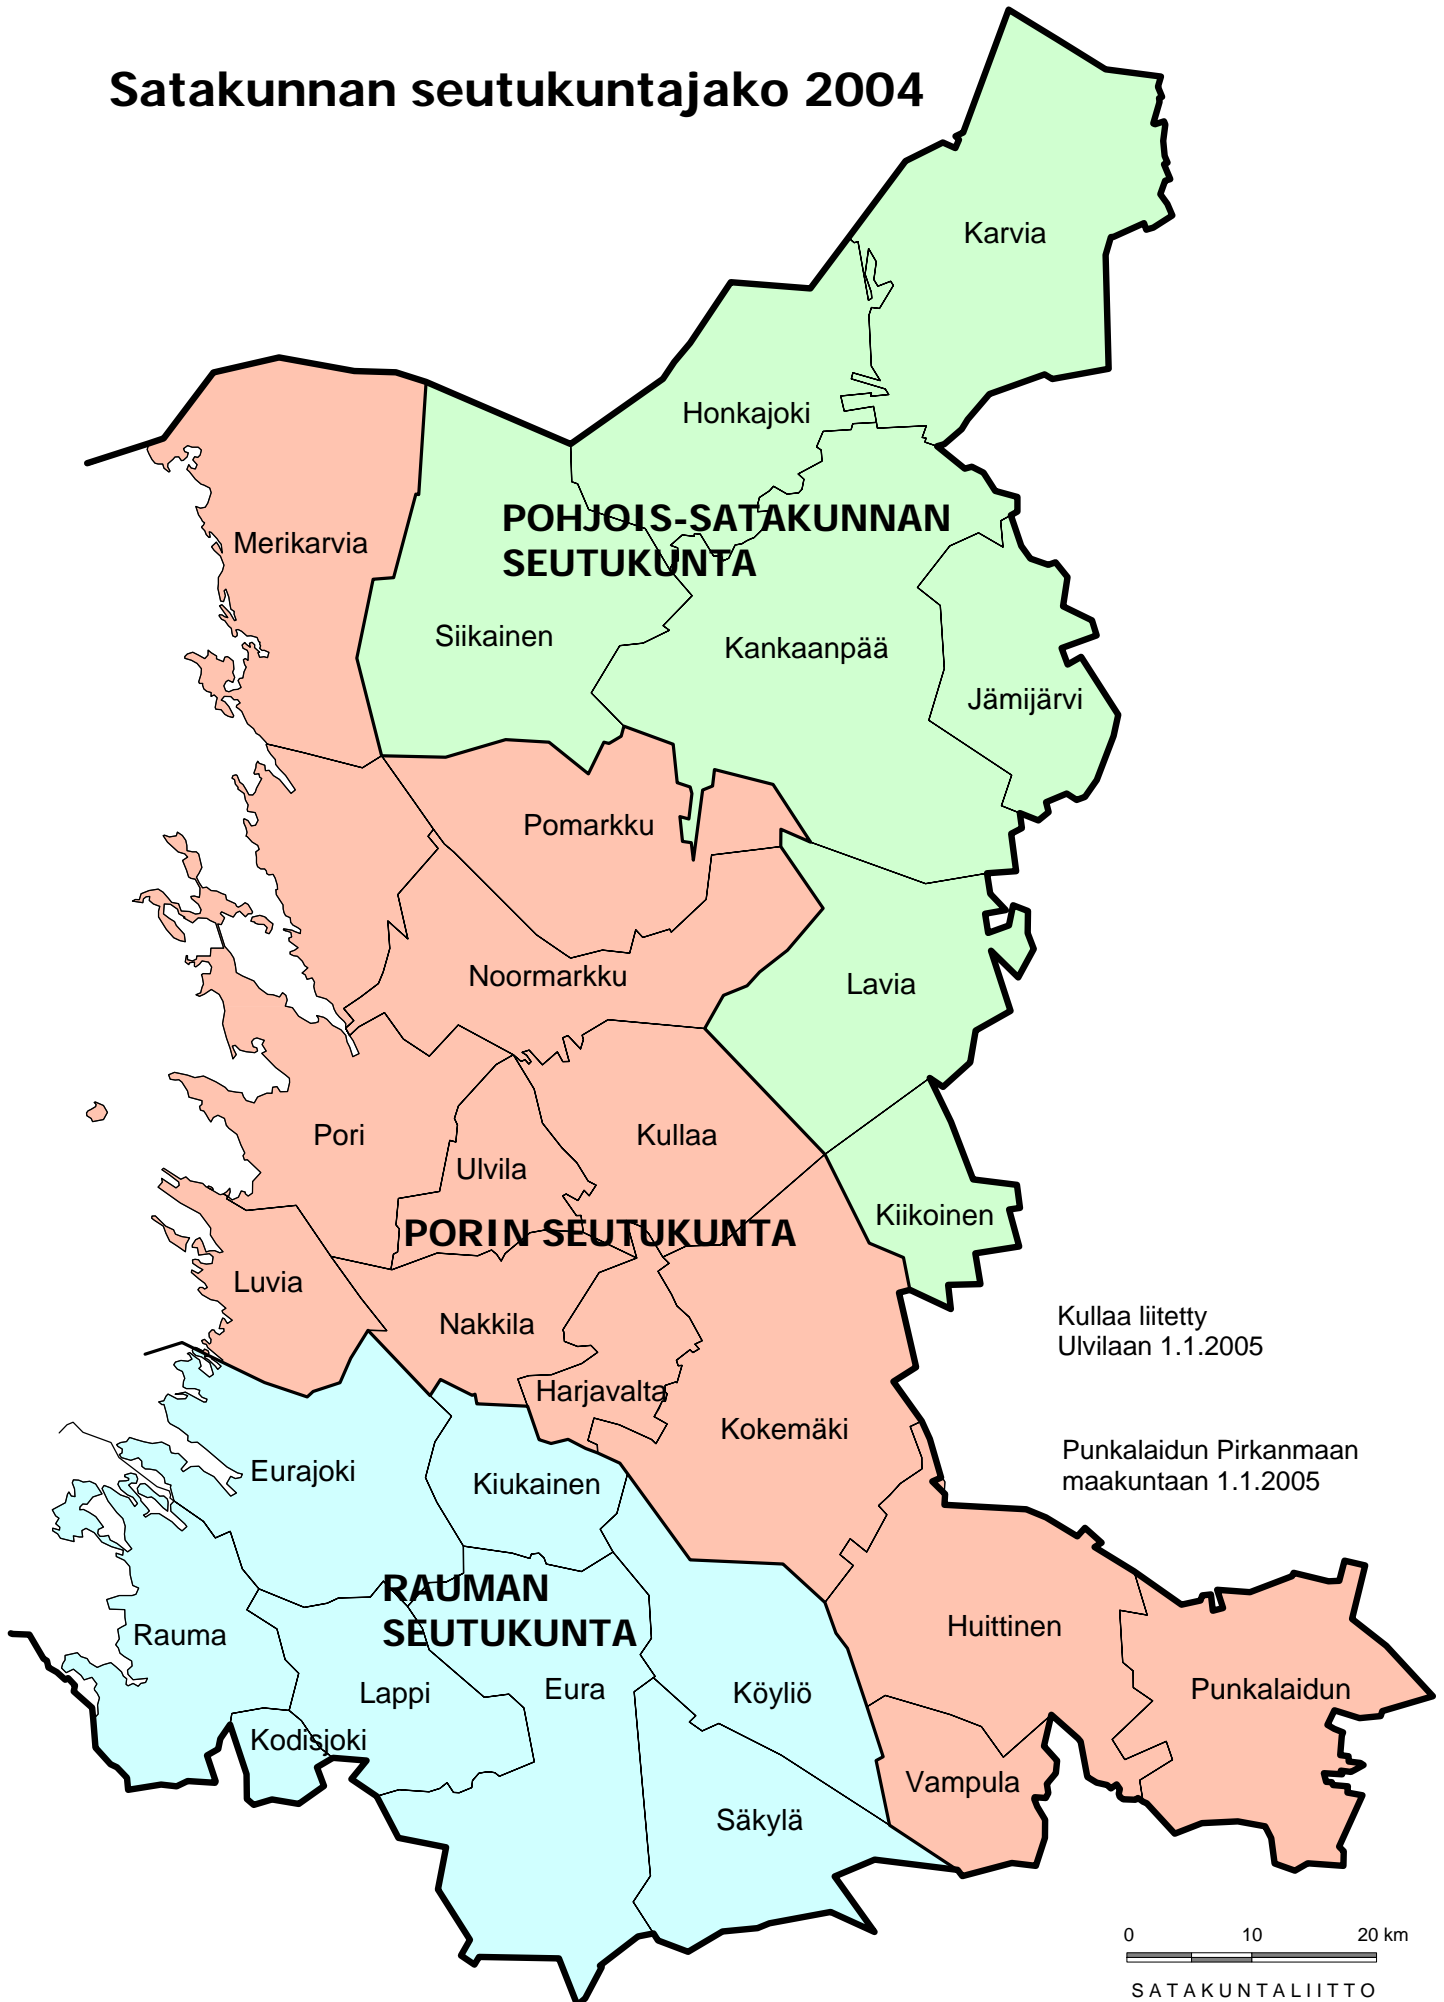 Satakunnan seutukuntajako 2004
Karvia
Honkajoki
POHJOIS-SATAKUNNAN
SEUTUKUNTA
Merikarvia
Siikainen
Kankaanpää
Jämijärvi
Pomarkku
Noormarkku
Lavia
Pori
Ulvila
Kullaa
Kiikoinen
PORIN SEUTUKUNTA
Luvia
Nakkila
Harjavalta
Kokemäki
Kullaa liitetty
Ulvilaan 1.1.2005
Punkalaidun Pirkanmaan
maakuntaan 1.1.2005
Eurajoki
Kiukainen
RAUMAN
SEUTUKUNTA
Rauma
Lappi
Eura
Köyliö
Huittinen
Punkalaidun
Kodisjoki
Vampula
Säkylä
0 10 20 km
SATAKUNTALIITTO